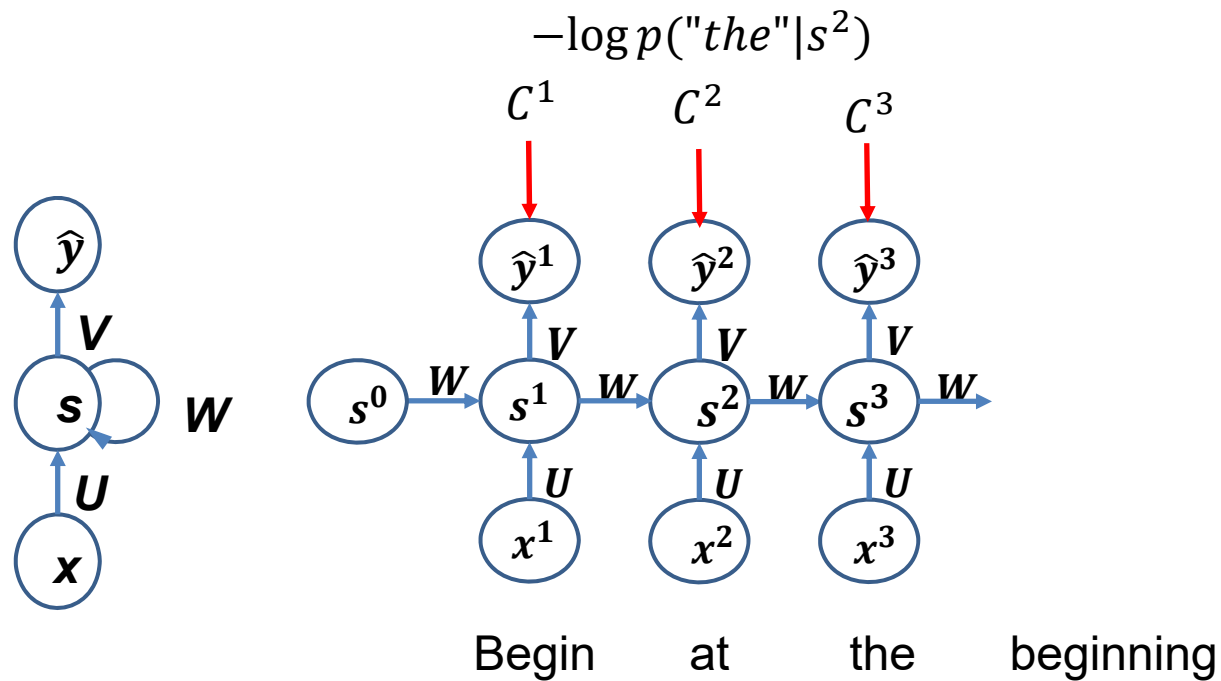 −log p("the"|s²)
C¹ C² C³
ŷ ŷ¹ ŷ² ŷ³
V V V V
s W s⁰ W s¹ W s² W s³ W
U U U U
x x¹ x² x³
Begin at the beginning